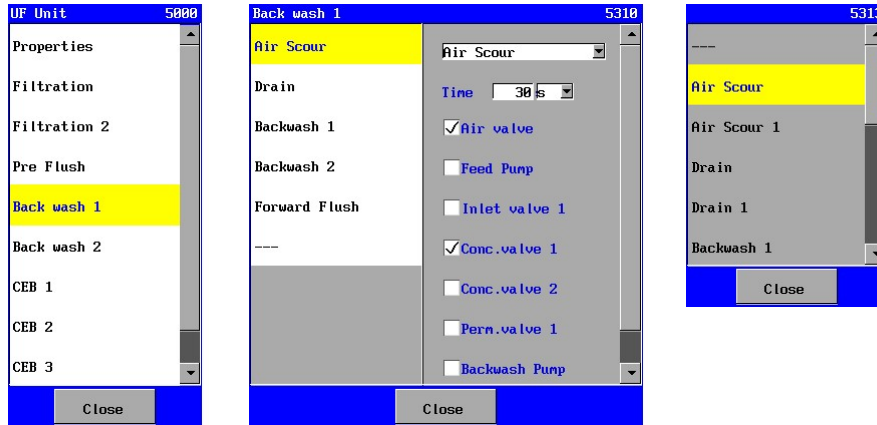 UF Unit 5000
Properties
Filtration
Filtration 2
Pre Flush
Back wash 1
Back wash 2
CEB 1
CEB 2
CEB 3
Close
Back wash 1 5310
Air Scour
Drain
Backwash 1
Backwash 2
Forward Flush
---
Air Scour
Time 30 s
Air valve
Feed Pump
Inlet valve 1
Conc.valve 1
Conc.valve 2
Perm.valve 1
Backwash Pump
Close
5313
---
Air Scour
Air Scour 1
Drain
Drain 1
Backwash 1
Close